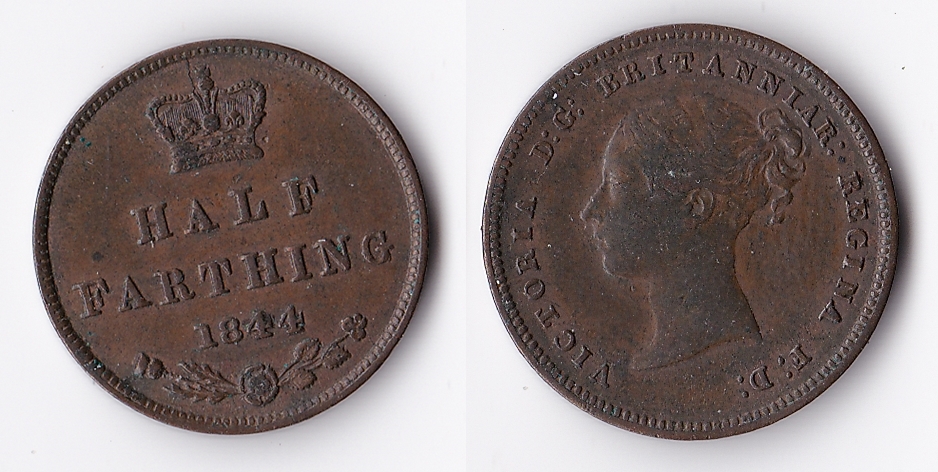 HALF
FARTHING
1844
VICTORIA D:G: BRITANNIAR: REGINA F:D: